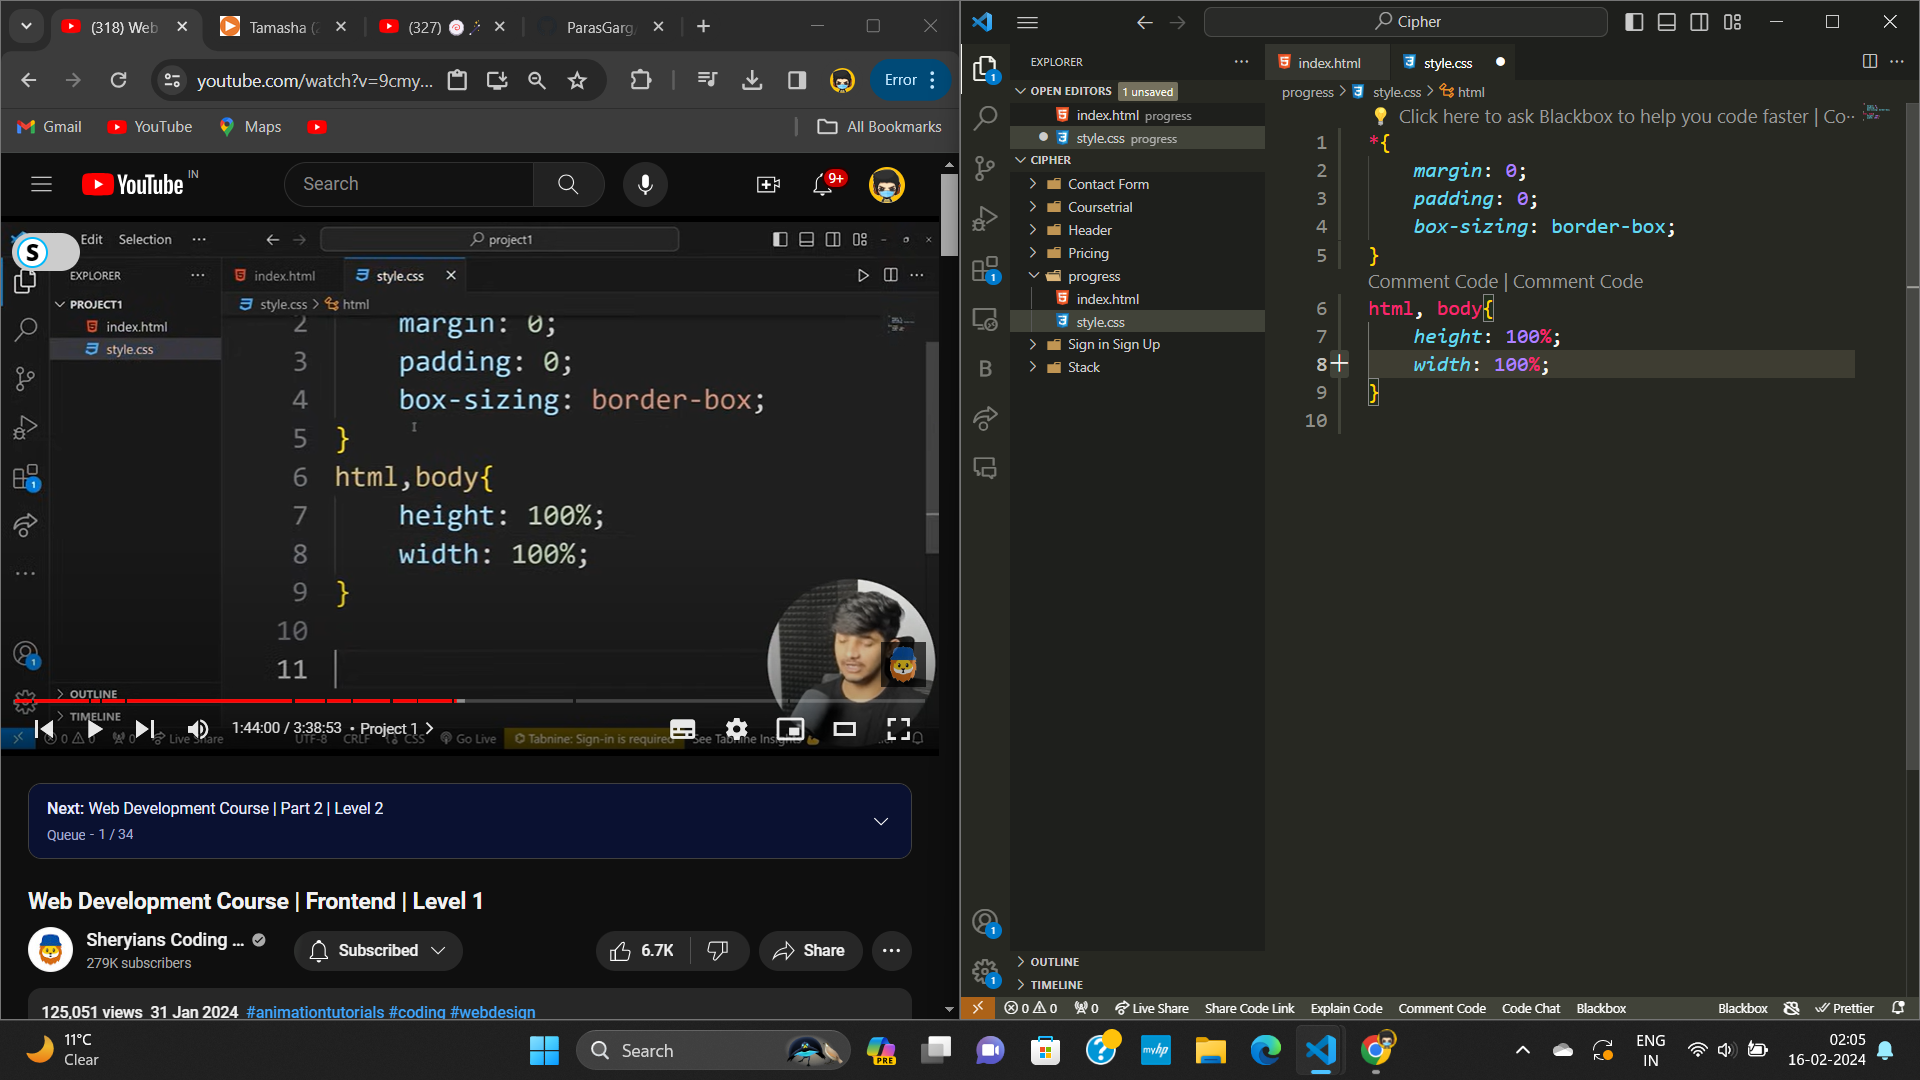 (318) Web
Tamasha (
(327)
ParasGarg
youtube.com/watch?v=9cmy...
Error
Gmail
YouTube
Maps
All Bookmarks
YouTube IN
Search
9+
Edit Selection ...
project1
S
EXPLORER
index.html
style.css
PROJECT1
style.css > html
index.html
style.css
2 margin: 0;
3 padding: 0;
4 box-sizing: border-box;
5 }
6 html,body{
7 height: 100%;
8 width: 100%;
9 }
10
11
OUTLINE
TIMELINE
1:44:00 / 3:38:53 • Project 1
0 0 0 Live Share
UTF-8 CRLF CSS Go Live Tabnine: Sign-in is required See Tabnine Insights
Next: Web Development Course | Part 2 | Level 2
Queue - 1 / 34
Web Development Course | Frontend | Level 1
Sheryians Coding ...
279K subscribers
Subscribed
6.7K
Share
125,051 views 31 Jan 2024 #animationtutorials #coding #webdesign
Cipher
EXPLORER
index.html
style.css
OPEN EDITORS 1 unsaved
progress > style.css > html
index.html progress
style.css progress
CIPHER
Contact Form
Coursetrial
Header
Pricing
progress
index.html
style.css
Sign in Sign Up
Stack
Click here to ask Blackbox to help you code faster | Co··
1 *{
2 margin: 0;
3 padding: 0;
4 box-sizing: border-box;
5 }
Comment Code | Comment Code
6 html, body{
7 height: 100%;
8 width: 100%;
9 }
10
OUTLINE
TIMELINE
0 0 0 Live Share Share Code Link Explain Code Comment Code Code Chat Blackbox Blackbox Prettier
11°C
Clear
Search
PRE
myhp
ENG
IN
02:05
16-02-2024